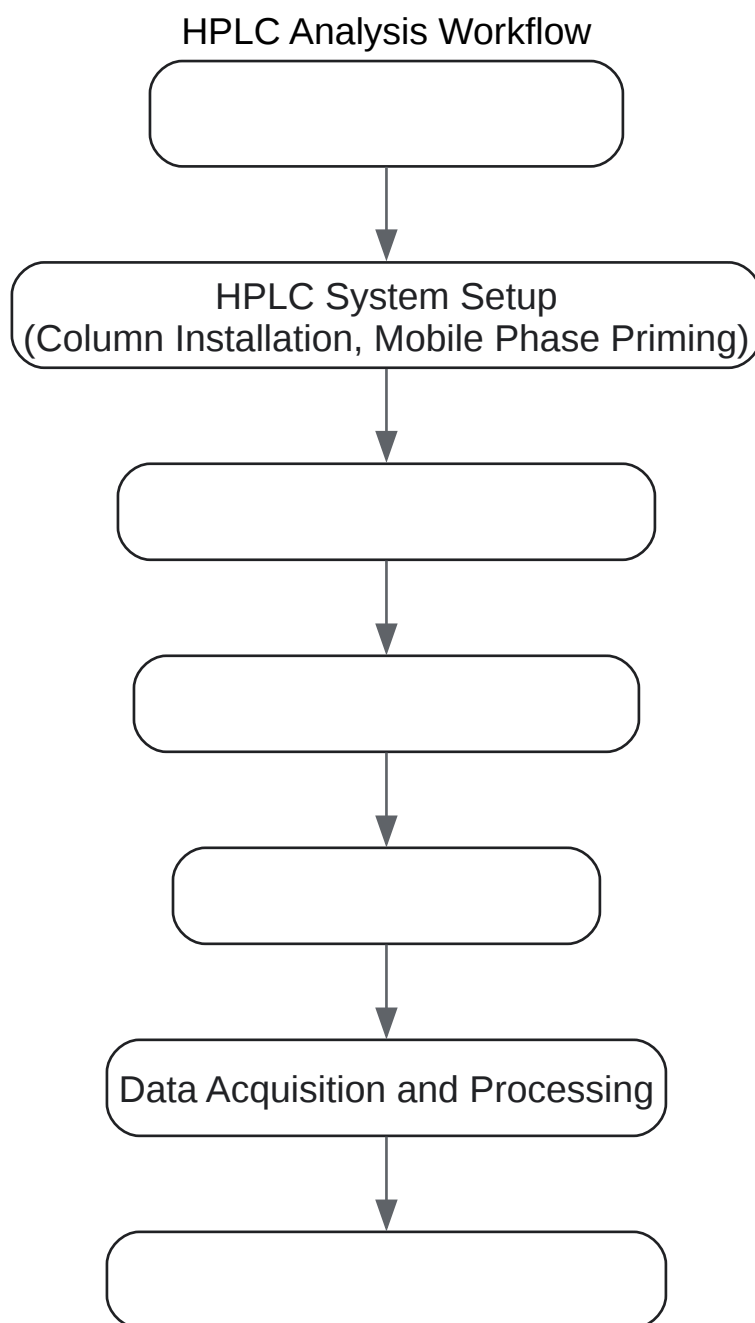 HPLC Analysis Workflow
HPLC System Setup
(Column Installation, Mobile Phase Priming)
Data Acquisition and Processing